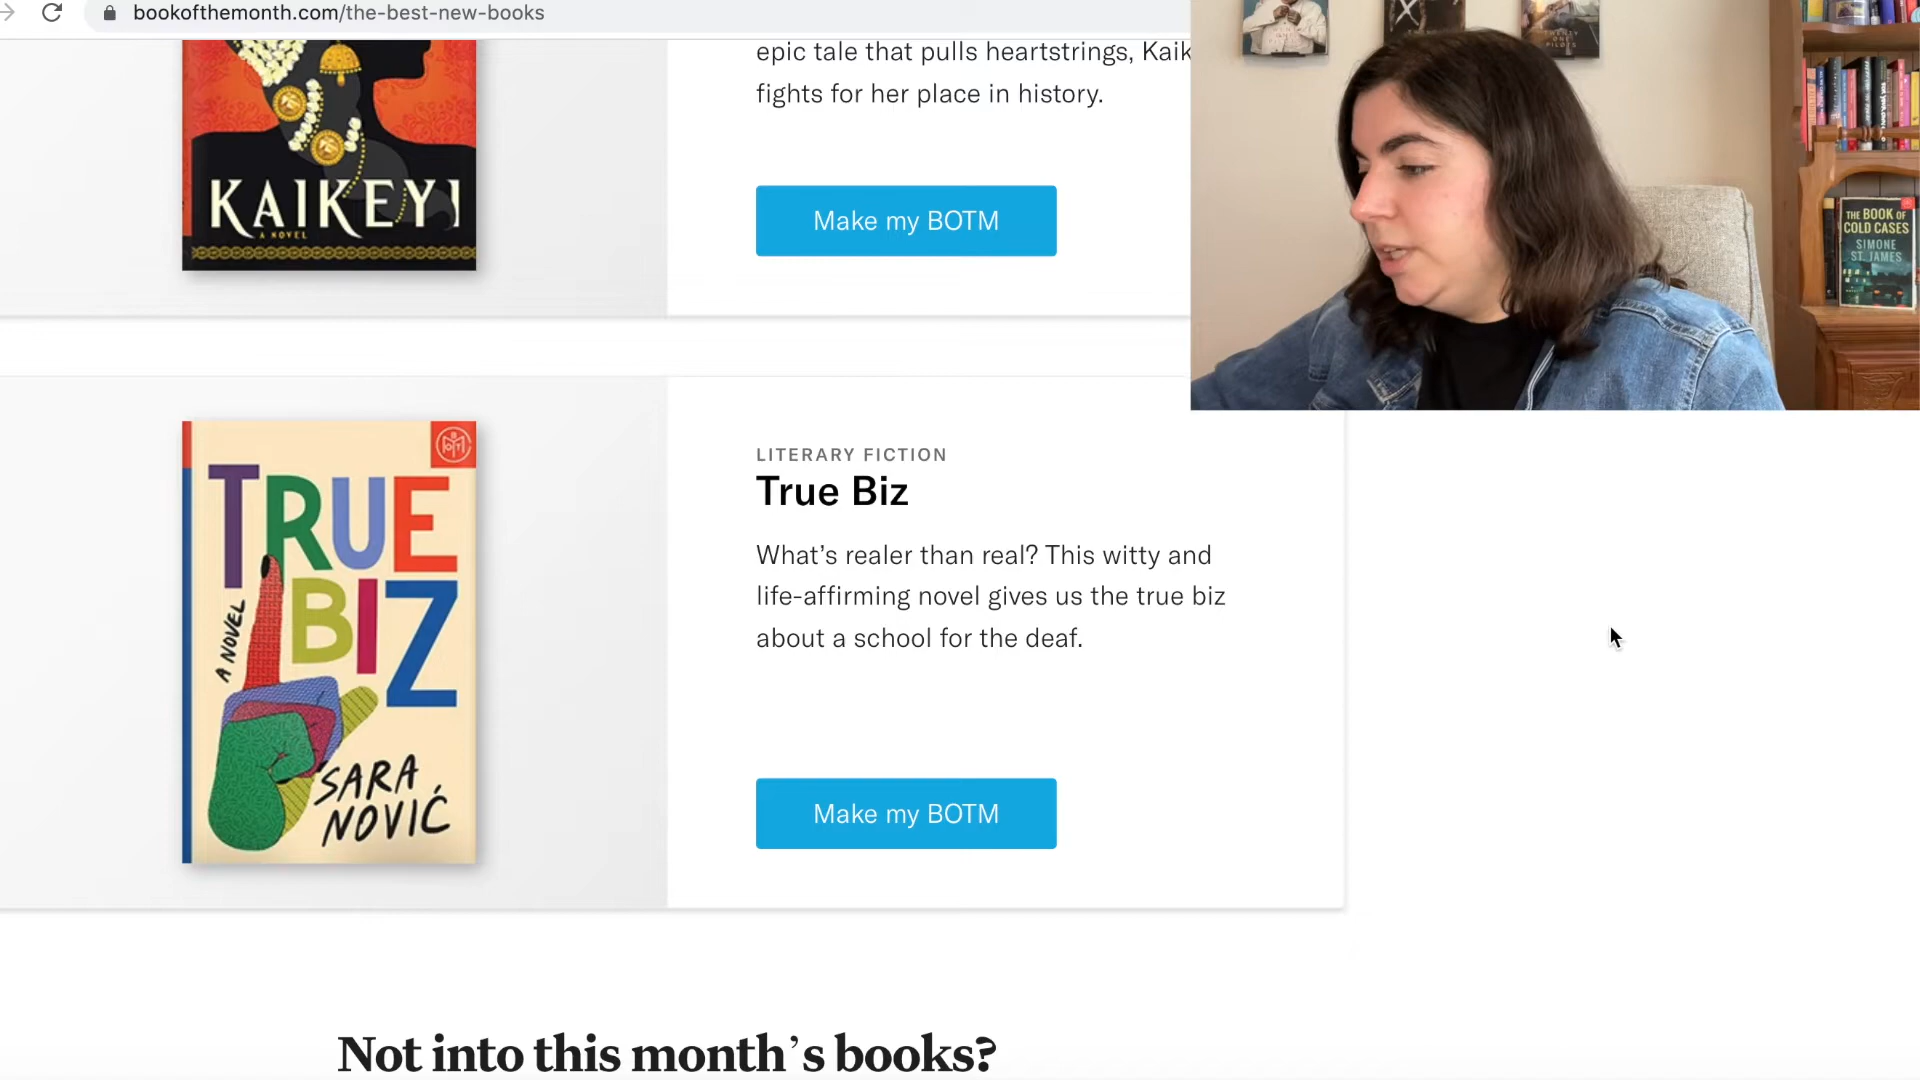 bookofthemonth.com/the-best-new-books
epic tale that pulls heartstrings, Kaik
fights for her place in history.
KAIKEYI
A NOVEL
Make my BOTM
THE BOOK OF
COLD CASES
SIMONE
ST. JAMES
TRUE
BIZ
A NOVEL
SARA
NOVIĆ
LITERARY FICTION
True Biz
What’s realer than real? This witty and
life-affirming novel gives us the true biz
about a school for the deaf.
Make my BOTM
Not into this month’s books?